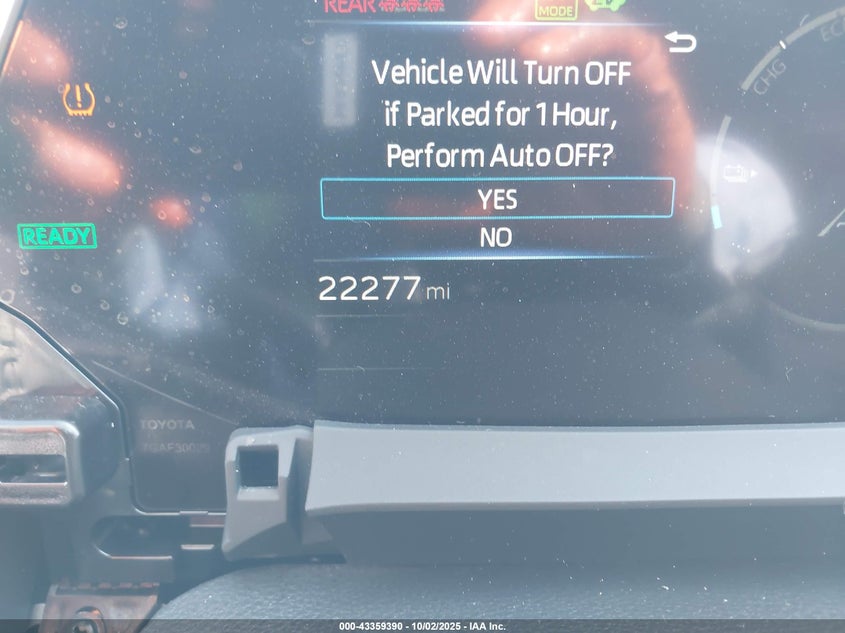 REAR
MODE
CHG
Vehicle Will Turn OFF
if Parked for 1 Hour,
Perform Auto OFF?
YES
READY
NO
22277 mi
TOYOTA
000-43359390 - 10/02/2025 - IAA Inc.